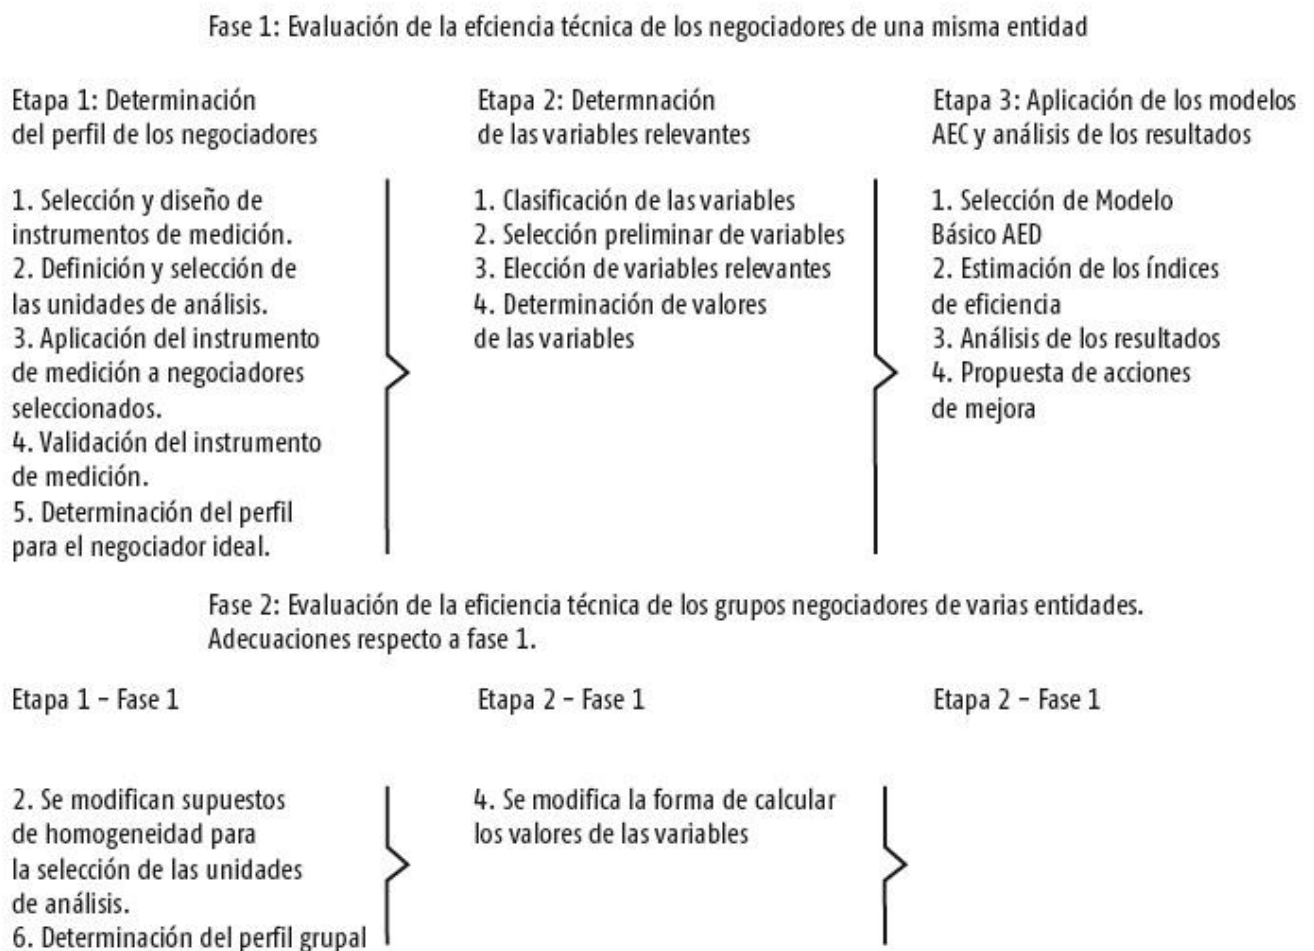 Fase 1: Evaluación de la efciencia técnica de los negociadores de una misma entidad
Etapa 1: Determinación
del perfil de los negociadores
1. Selección y diseño de
instrumentos de medición.
2. Definición y selección de
las unidades de análisis.
3. Aplicación del instrumento
de medición a negociadores
seleccionados.
4. Validación del instrumento
de medición.
5. Determinación del perfil
para el negociador ideal.
Etapa 2: Determnación
de las variables relevantes
1. Clasificación de las variables
2. Selección preliminar de variables
3. Elección de variables relevantes
4. Determinación de valores
de las variables
Etapa 3: Aplicación de los modelos
AEC y análisis de los resultados
1. Selección de Modelo
Básico AED
2. Estimación de los índices
de eficiencia
3. Análisis de los resultados
4. Propuesta de acciones
de mejora
Fase 2: Evaluación de la eficiencia técnica de los grupos negociadores de varias entidades.
Adecuaciones respecto a fase 1.
Etapa 1 – Fase 1
2. Se modifican supuestos
de homogeneidad para
la selección de las unidades
de análisis.
6. Determinación del perfil grupal
Etapa 2 – Fase 1
4. Se modifica la forma de calcular
los valores de las variables
Etapa 2 – Fase 1